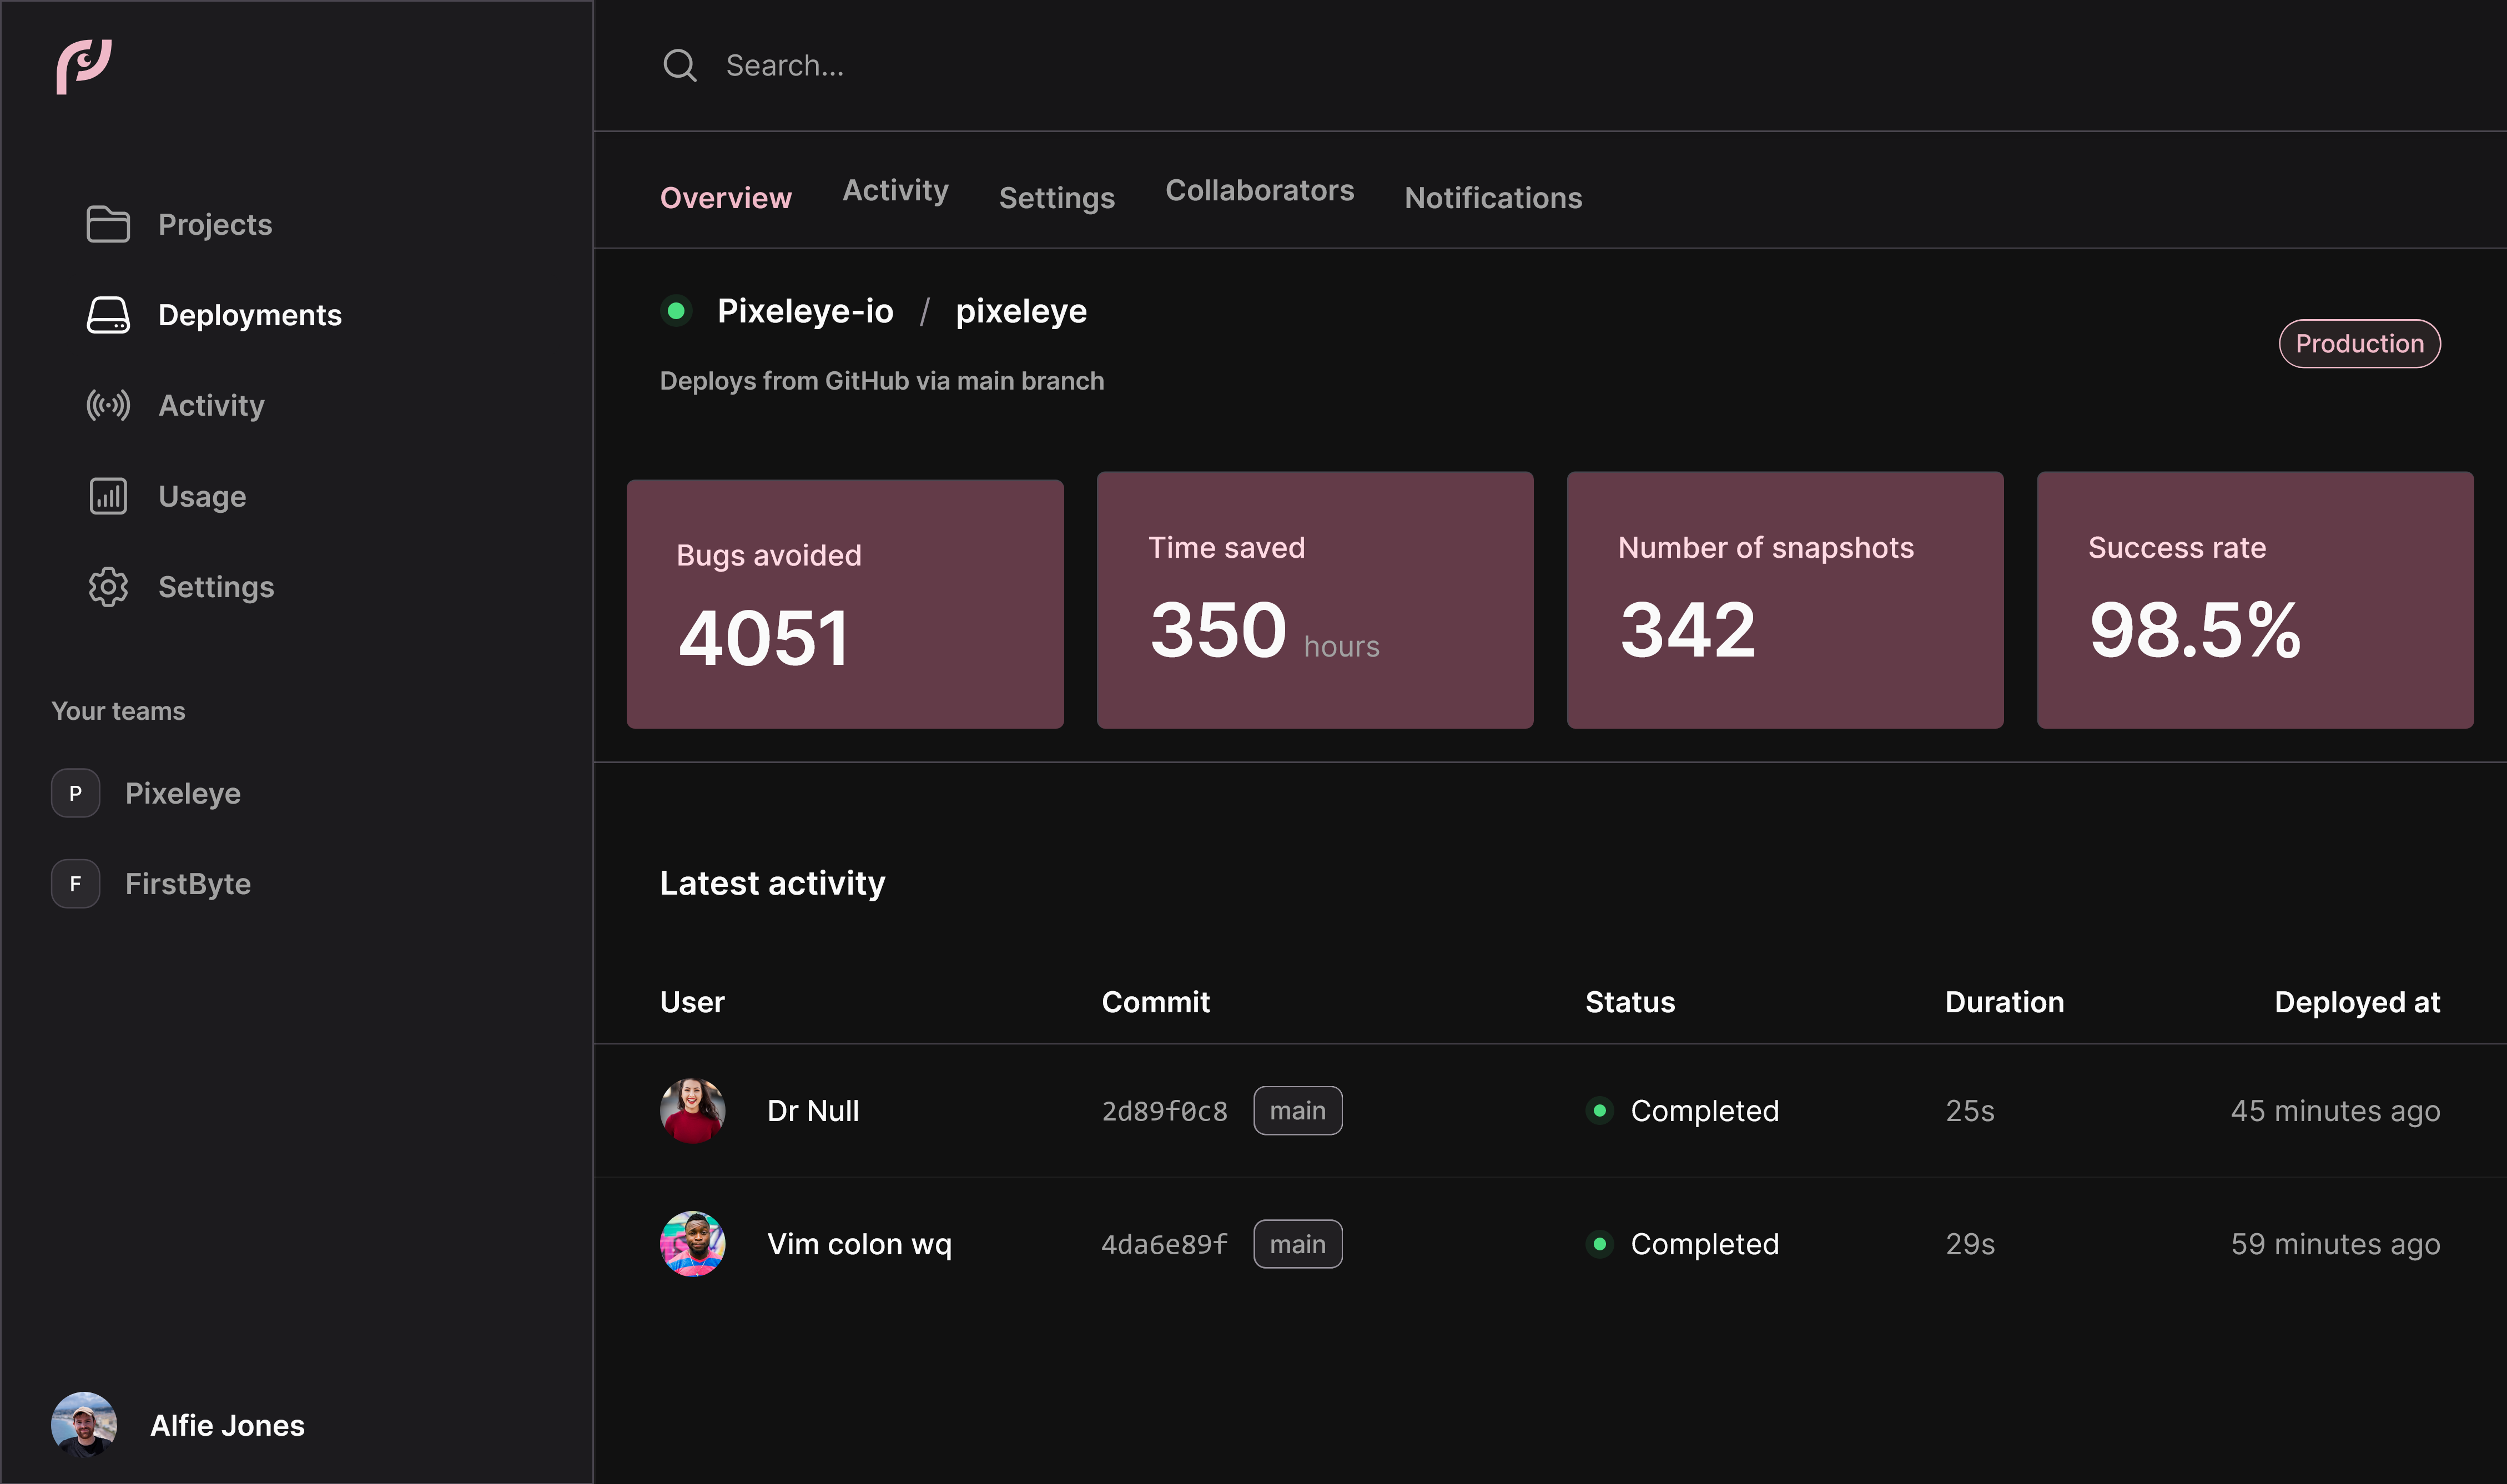 Search...
Projects
Deployments
Activity
Usage
Settings
Your teams
P Pixeleye
F FirstByte
Alfie Jones
Overview Activity Settings Collaborators Notifications
Pixeleye-io / pixeleye
Deploys from GitHub via main branch
Production
Bugs avoided
4051
Time saved
350 hours
Number of snapshots
342
Success rate
98.5%
Latest activity
User Commit Status Duration Deployed at
Dr Null 2d89f0c8 main Completed 25s 45 minutes ago
Vim colon wq 4da6e89f main Completed 29s 59 minutes ago